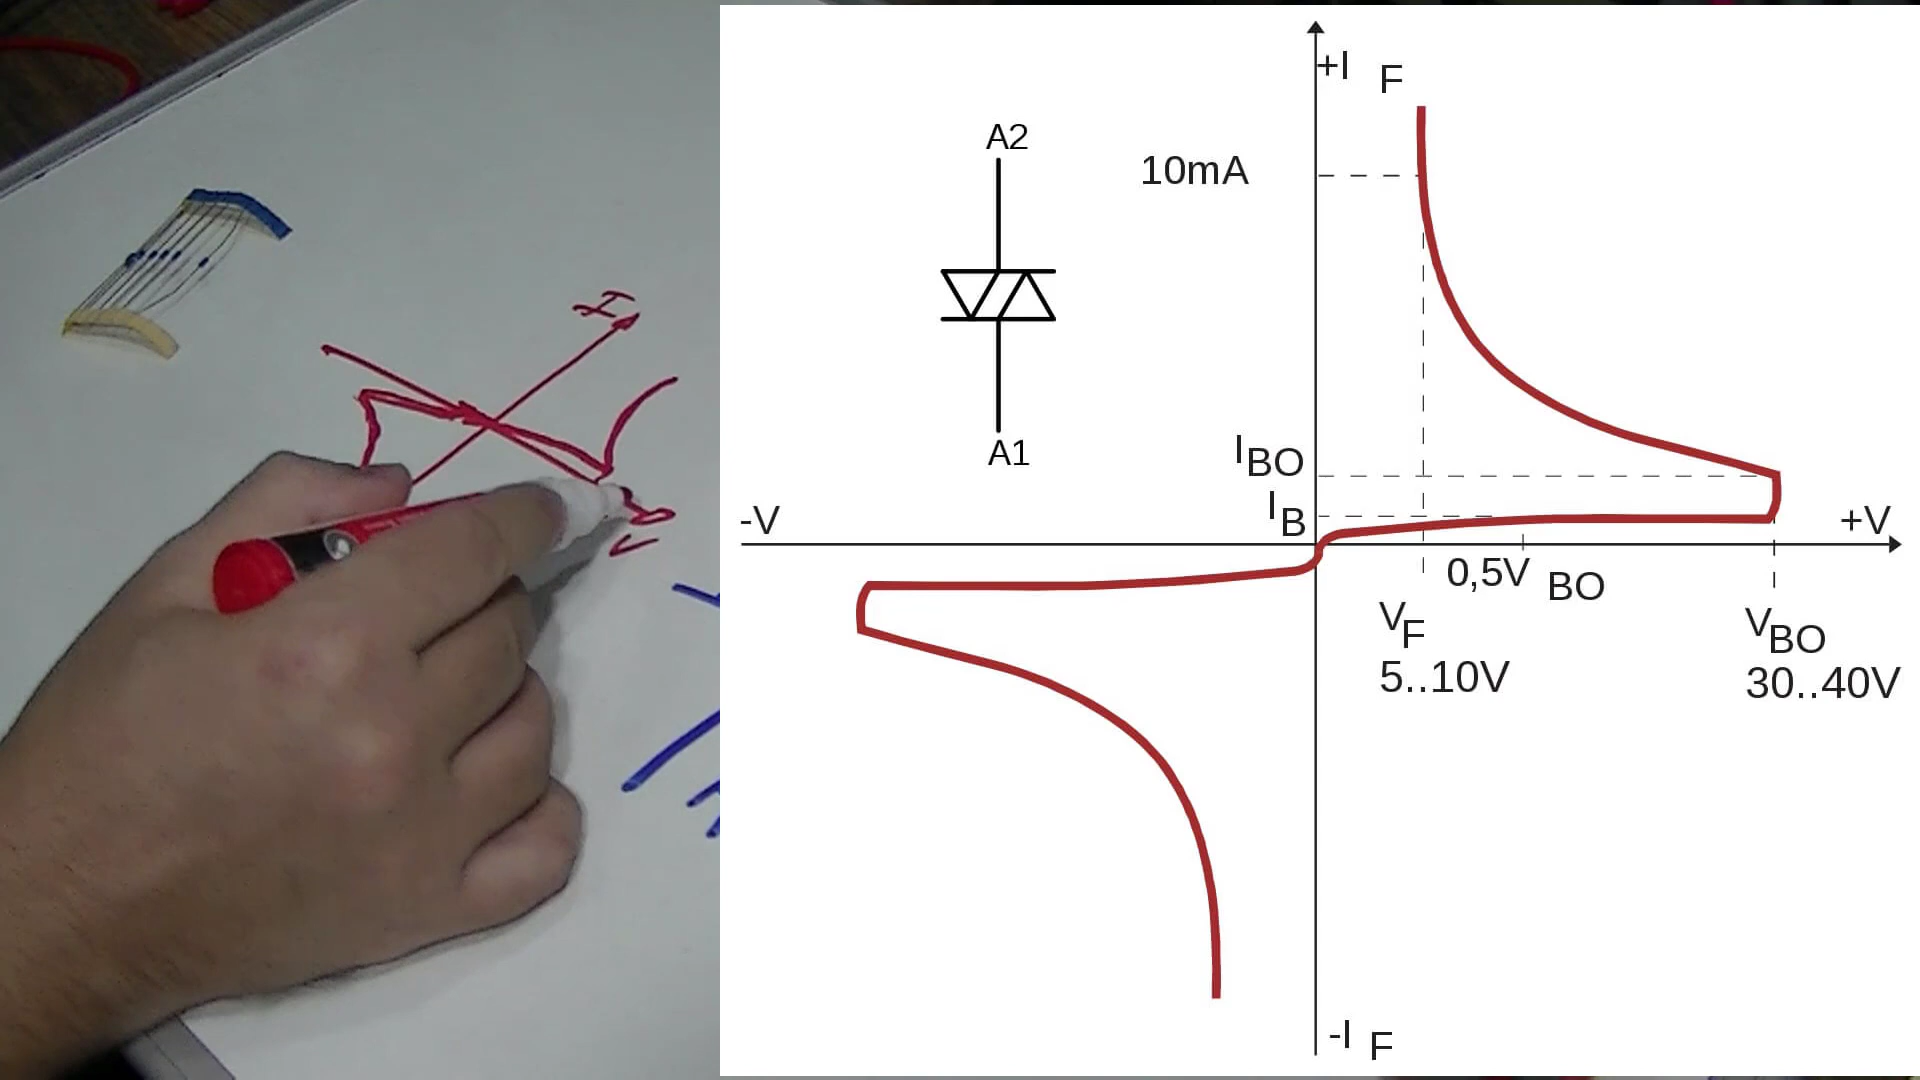 I
V
+I F
A2
10mA
A1
I BO
I B
-V
+V
0,5V BO
V F
5..10V
V BO
30..40V
-I F